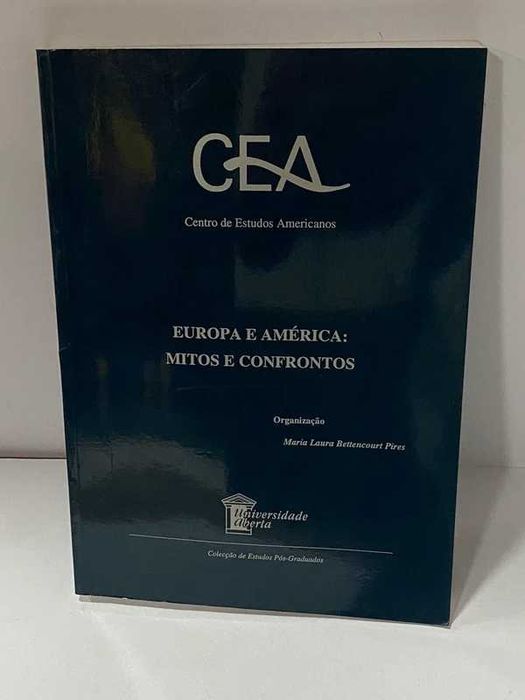 CEA
Centro de Estudos Americanos
EUROPA E AMÉRICA:
MITOS E CONFRONTOS
Organização
Maria Laura Bettencourt Pires
Universidade
Aberta
Colecção de Estudos Pós-Graduados